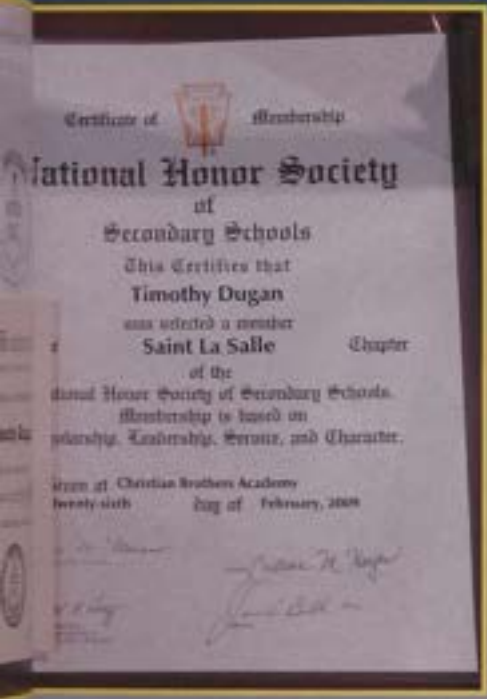 Certificate of Membership
ational Honor Society
of
Secondary Schools
This Certifies that
Timothy Dugan
was selected a member
Saint La Salle Chapter
of the
tional Honor Society of Secondary Schools.
Membership is based on
olarship, Leadership, Service, and Character.
iven at Christian Brothers Academy
twenty-sixth day of February, 2009